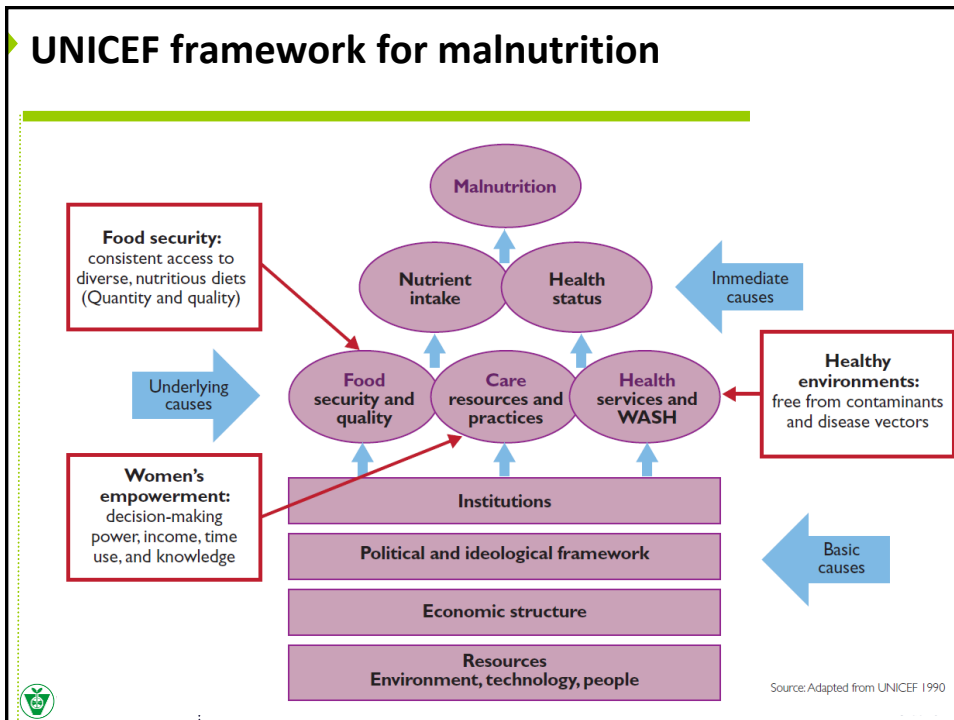 UNICEF framework for malnutrition
Malnutrition
Food security:
consistent access to
diverse, nutritious diets
(Quantity and quality)
Nutrient
intake
Health
status
Immediate
causes
Underlying
causes
Food
security and
quality
Care
resources and
practices
Health
services and
WASH
Healthy
environments:
free from contaminants
and disease vectors
Women's
empowerment:
decision-making
power, income, time
use, and knowledge
Institutions
Political and ideological framework
Basic
causes
Economic structure
Resources
Environment, technology, people
Source: Adapted from UNICEF 1990